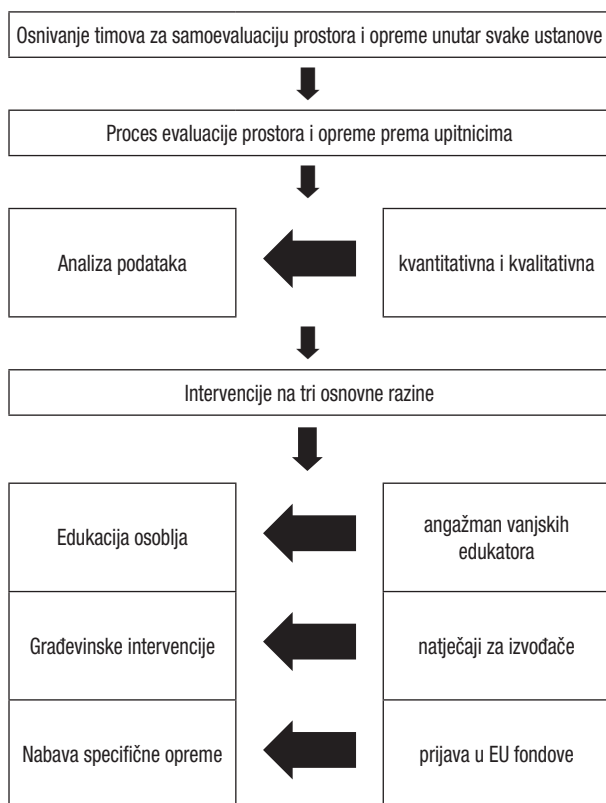 Osnivanje timova za samoevaluaciju prostora i opreme unutar svake ustanove
Proces evaluacije prostora i opreme prema upitnicima
Analiza podataka
kvantitativna i kvalitativna
Intervencije na tri osnovne razine
Edukacija osoblja
angažman vanjskih
edukatora
Građevinske intervencije
natječaji za izvođače
Nabava specifične opreme
prijava u EU fondove